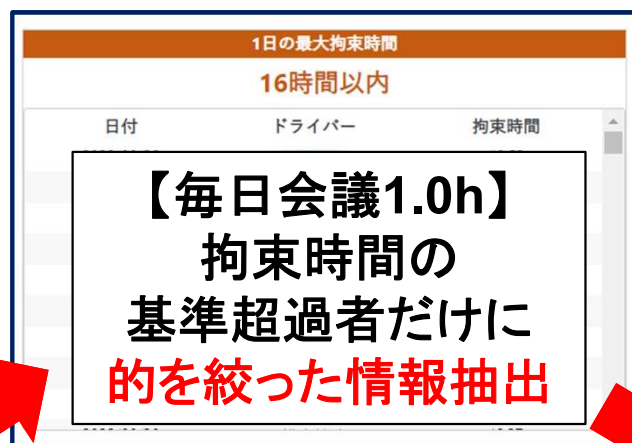 1日の最大拘束時間
16時間以内
日付 ドライバー 拘束時間
【毎日会議1.0h】
拘束時間の
基準超過者だけに
的を絞った情報抽出